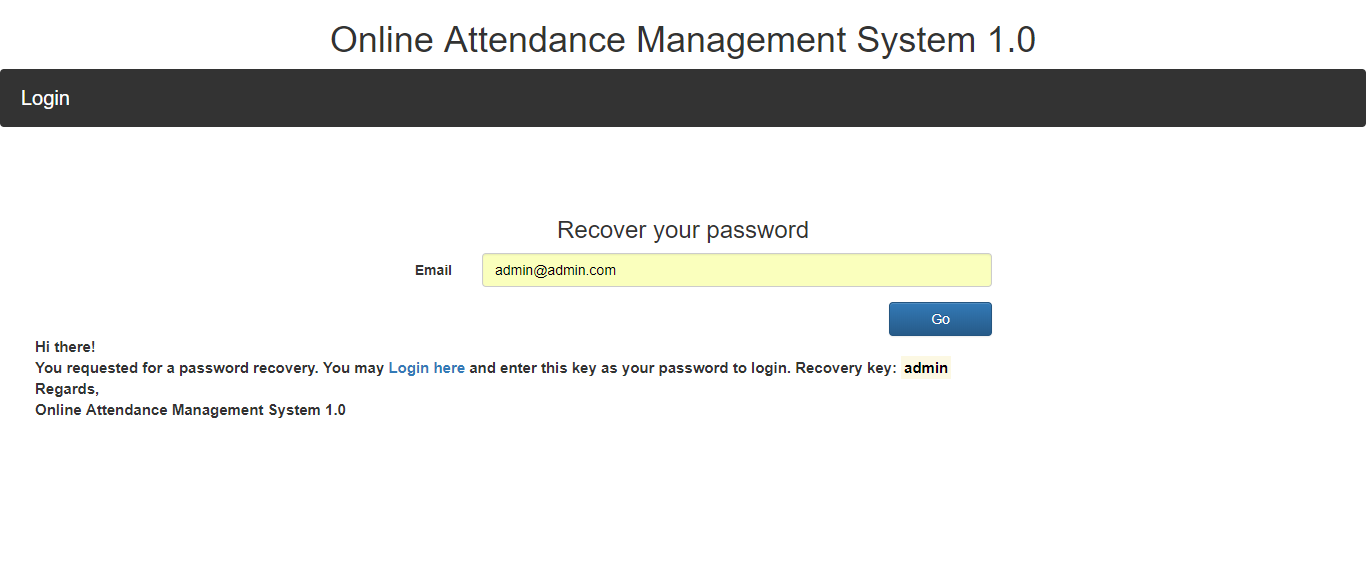 Online Attendance Management System 1.0
Login
Recover your password
Email admin@admin.com
Go
Hi there!
You requested for a password recovery. You may Login here and enter this key as your password to login. Recovery key: admin
Regards,
Online Attendance Management System 1.0